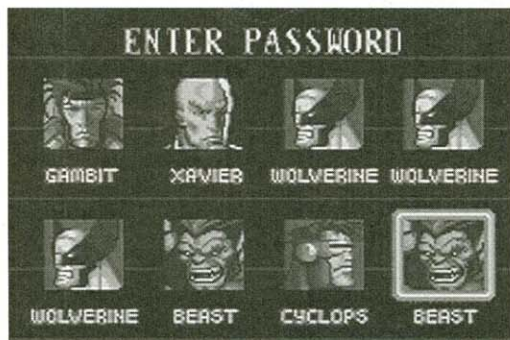 ENTER PASSWORD
GAMBIT XAVIER WOLVERINE WOLVERINE
WOLVERINE BEAST CYCLOPS BEAST